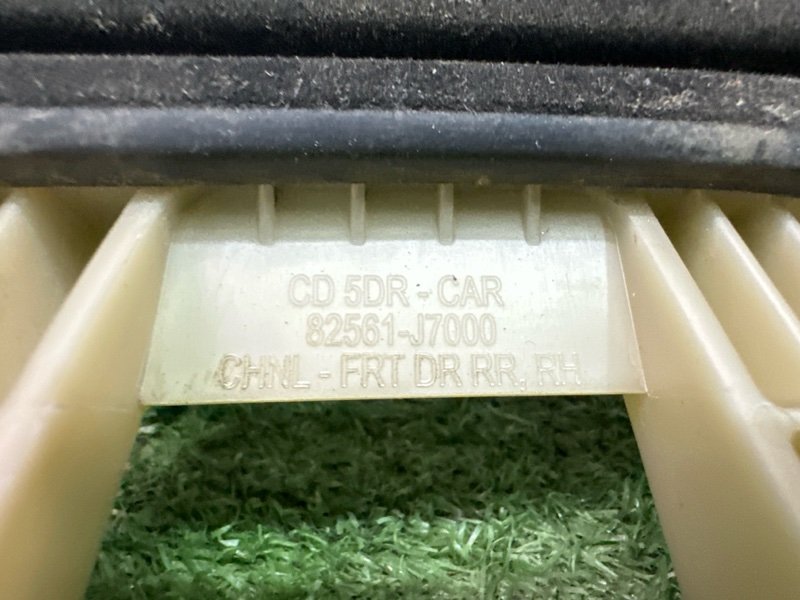 CD 5DR - CAR
82561-J7000
CHNL - FRT DR RR, RH